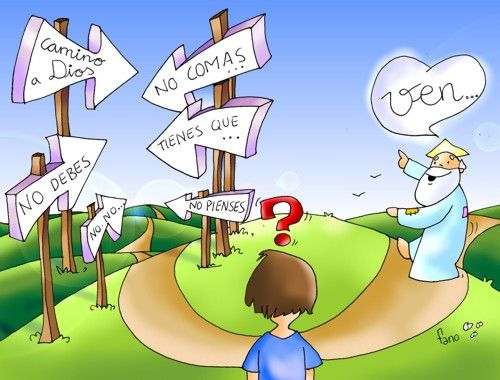 Camino
a Dios
NO COMAS...
TIENES QUE
...
NO DEBES
NO-NO...
NO PIENSES
?
Ven...
fano